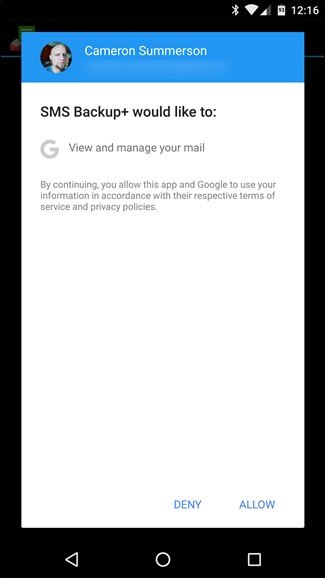 12:16
Cameron Summerson
SMS Backup+ would like to:
View and manage your mail
By continuing, you allow this app and Google to use your
information in accordance with their respective terms of
service and privacy policies.
DENY ALLOW